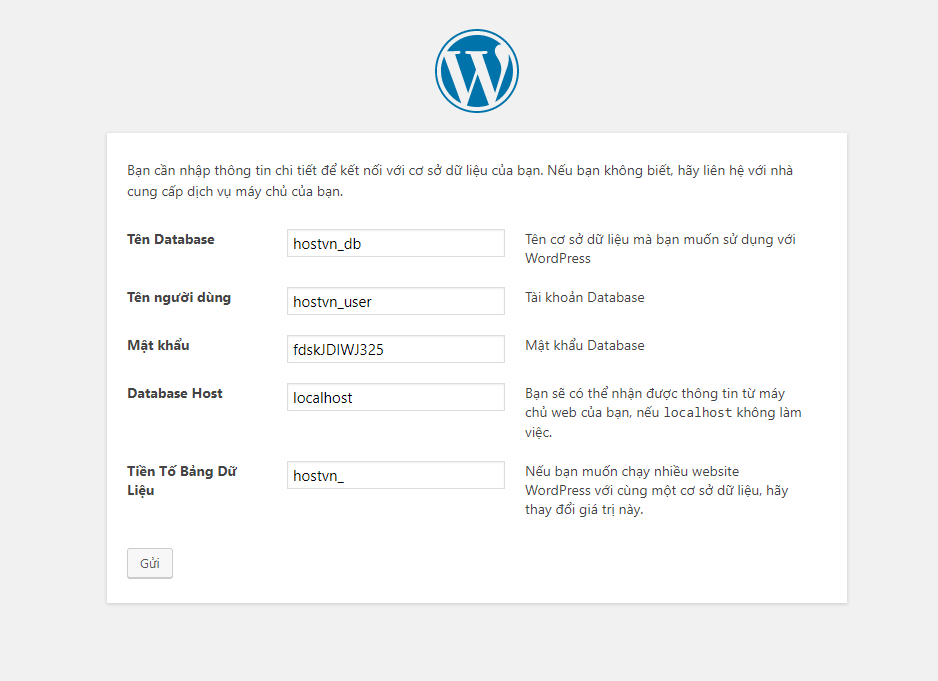 Bạn cần nhập thông tin chi tiết để kết nối với cơ sở dữ liệu của bạn. Nếu bạn không biết, hãy liên hệ với nhà
cung cấp dịch vụ máy chủ của bạn.
Tên Database
hostvn_db
Tên cơ sở dữ liệu mà bạn muốn sử dụng với
WordPress
Tên người dùng
hostvn_user
Tài khoản Database
Mật khẩu
fdskJDIWJ325
Mật khẩu Database
Database Host
localhost
Bạn sẽ có thể nhận được thông tin từ máy
chủ web của bạn, nếu localhost không làm
việc.
Tiền Tố Bảng Dữ
Liệu
hostvn_
Nếu bạn muốn chạy nhiều website
WordPress với cùng một cơ sở dữ liệu, hãy
thay đổi giá trị này.
Gửi